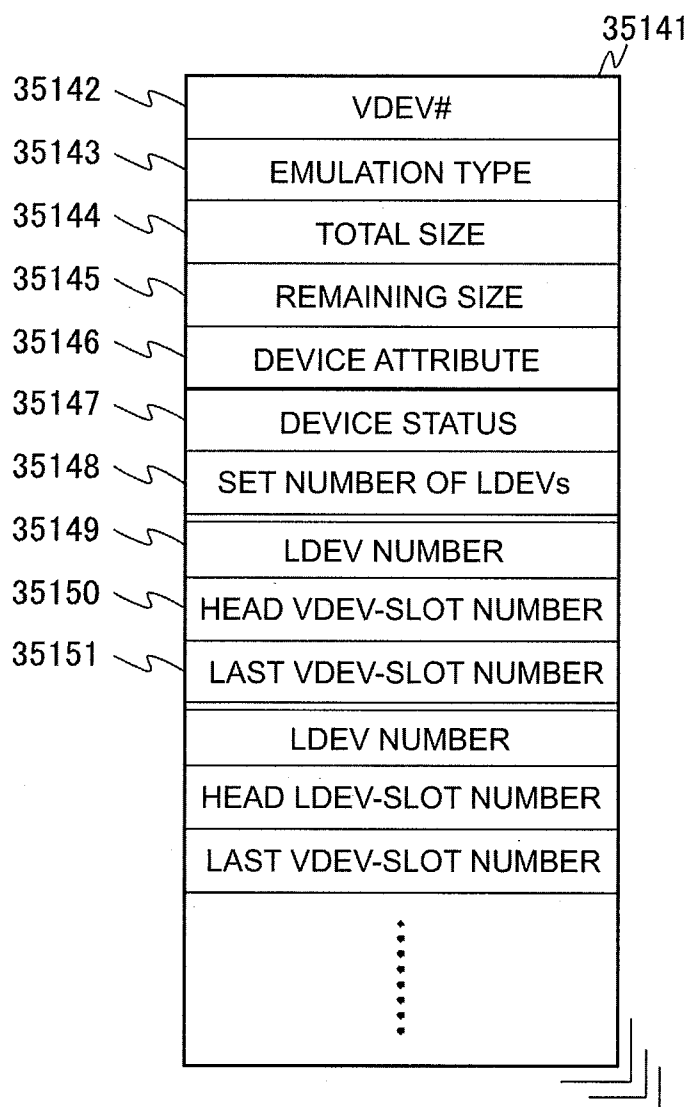 35141
35142 VDEV#
35143 EMULATION TYPE
35144 TOTAL SIZE
35145 REMAINING SIZE
35146 DEVICE ATTRIBUTE
35147 DEVICE STATUS
35148 SET NUMBER OF LDEVs
35149 LDEV NUMBER
35150 HEAD VDEV-SLOT NUMBER
35151 LAST VDEV-SLOT NUMBER
LDEV NUMBER
HEAD LDEV-SLOT NUMBER
LAST VDEV-SLOT NUMBER